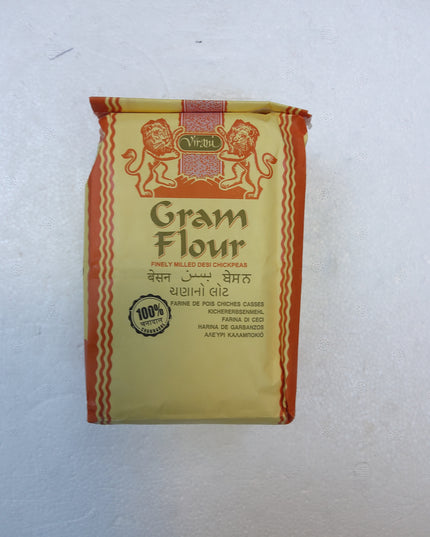 Virani
Gram
Flour
FINELY MILLED DESI CHICKPEAS
बेसन بیسن ਬੇਸਨ
ચણાનો લોટ
FARINE DE POIS CHICHES CASSES
KICHERERBSENMEHL
FARINA DI CECI
HARINA DE GARBANZOS
ΑΛΕΥΡΙ ΚΑΛΑΜΠΟΚΙΟ
100%